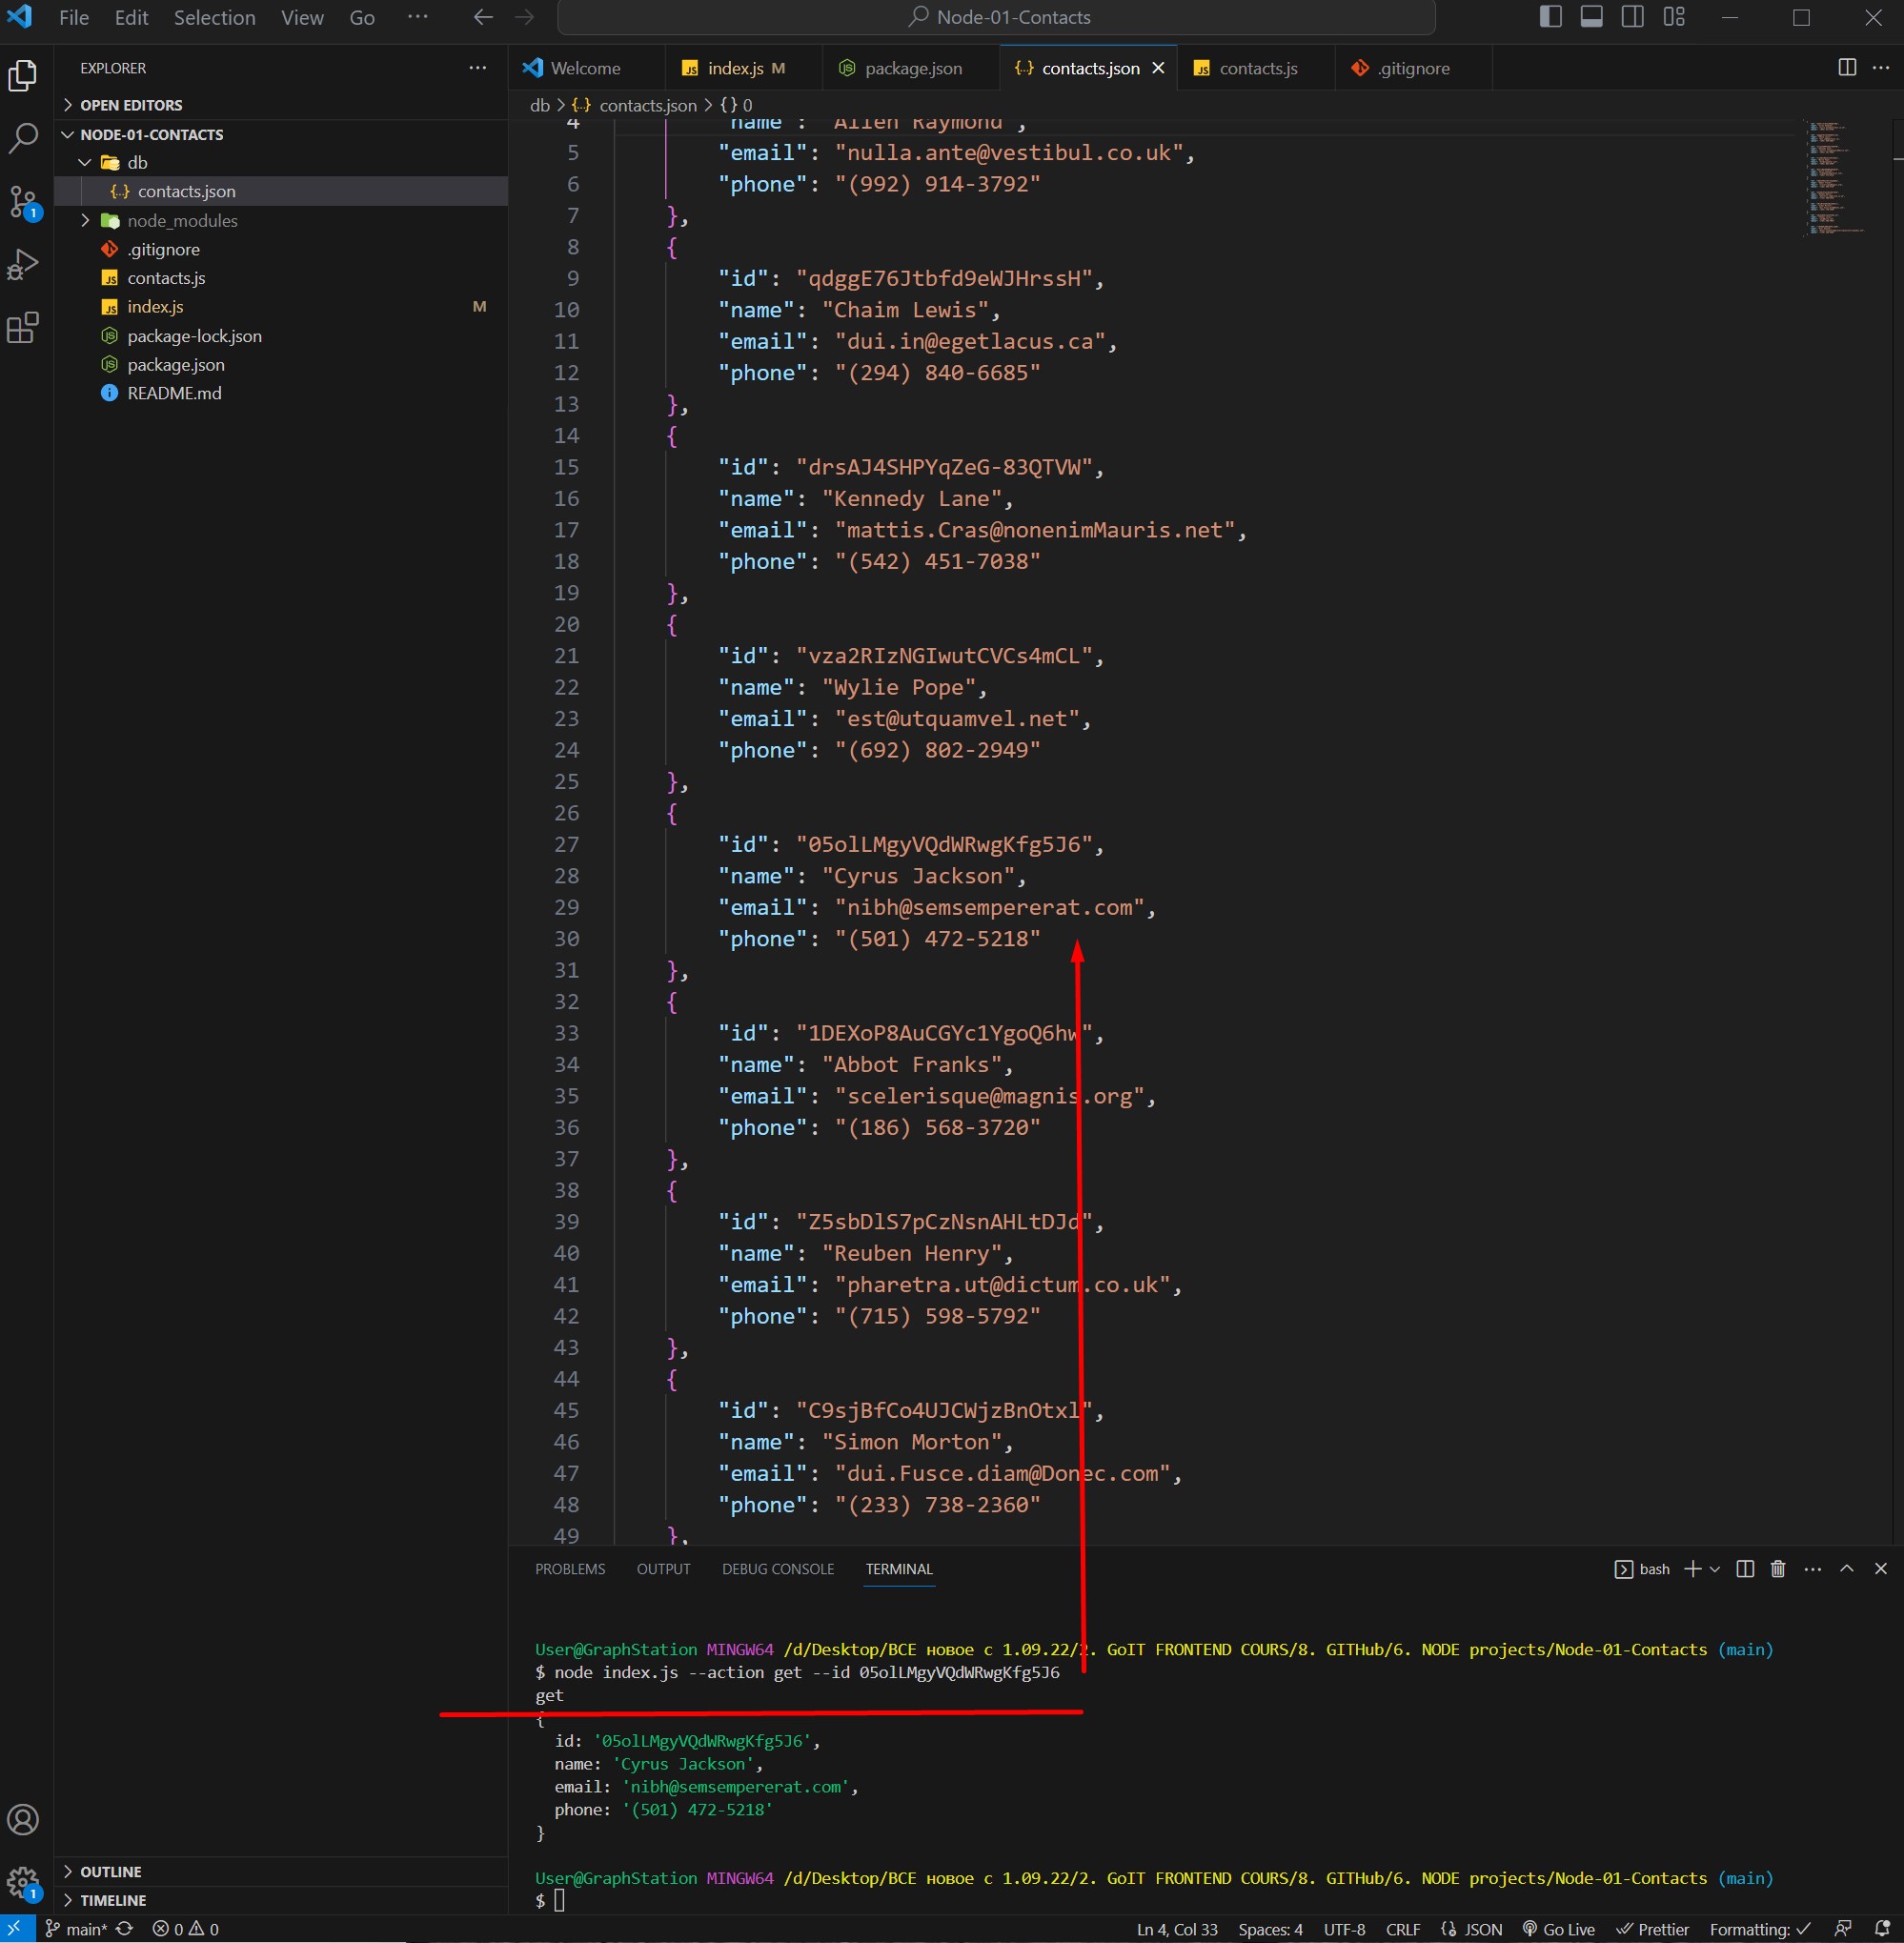 File Edit Selection View Go ··· Node-01-Contacts
EXPLORER ···
Welcome index.js M package.json contacts.json contacts.js .gitignore
OPEN EDITORS
db > contacts.json > {} 0
NODE-01-CONTACTS
db
contacts.json
node_modules
.gitignore
contacts.js
index.js M
package-lock.json
package.json
README.md
OUTLINE
TIMELINE
4 "name": "Allen Raymond",
5 "email": "nulla.ante@vestibul.co.uk",
6 "phone": "(992) 914-3792"
7 },
8 {
9 "id": "qdggE76Jtbfd9eWJHrssH",
10 "name": "Chaim Lewis",
11 "email": "dui.in@egetlacus.ca",
12 "phone": "(294) 840-6685"
13 },
14 {
15 "id": "drsAJ4SHPYqZeG-83QTVW",
16 "name": "Kennedy Lane",
17 "email": "mattis.Cras@nonenimMauris.net",
18 "phone": "(542) 451-7038"
19 },
20 {
21 "id": "vza2RIzNGIwutCVCs4mCL",
22 "name": "Wylie Pope",
23 "email": "est@utquamvel.net",
24 "phone": "(692) 802-2949"
25 },
26 {
27 "id": "05olLMgyVQdWRwgKfg5J6",
28 "name": "Cyrus Jackson",
29 "email": "nibh@semsempererat.com",
30 "phone": "(501) 472-5218"
31 },
32 {
33 "id": "1DEXoP8AuCGYc1YgoQ6hw",
34 "name": "Abbot Franks",
35 "email": "scelerisque@magnis.org",
36 "phone": "(186) 568-3720"
37 },
38 {
39 "id": "Z5sbDlS7pCzNsnAHLtDJd",
40 "name": "Reuben Henry",
41 "email": "pharetra.ut@dictum.co.uk",
42 "phone": "(715) 598-5792"
43 },
44 {
45 "id": "C9sjBfCo4UJCWjzBnOtxl",
46 "name": "Simon Morton",
47 "email": "dui.Fusce.diam@Donec.com",
48 "phone": "(233) 738-2360"
49 },
PROBLEMS OUTPUT DEBUG CONSOLE TERMINAL bash
User@GraphStation MINGW64 /d/Desktop/ВСЕ новое с 1.09.22/2. GoIT FRONTEND COURS/8. GITHub/6. NODE projects/Node-01-Contacts (main)
$ node index.js --action get --id 05olLMgyVQdWRwgKfg5J6
get
{
id: '05olLMgyVQdWRwgKfg5J6',
name: 'Cyrus Jackson',
email: 'nibh@semsempererat.com',
phone: '(501) 472-5218'
}
User@GraphStation MINGW64 /d/Desktop/ВСЕ новое с 1.09.22/2. GoIT FRONTEND COURS/8. GITHub/6. NODE projects/Node-01-Contacts (main)
$
main* 0 0 Ln 4, Col 33 Spaces: 4 UTF-8 CRLF JSON Go Live Prettier Formatting: ✓